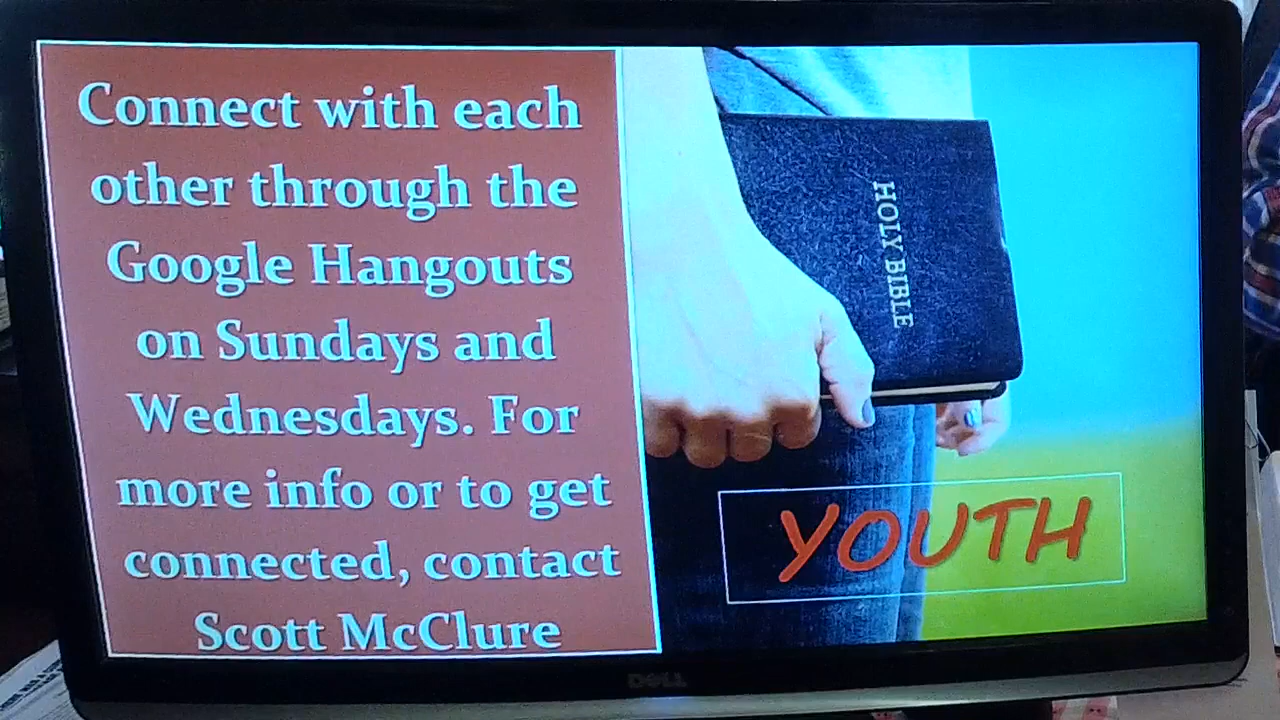 Connect with each
other through the
Google Hangouts
on Sundays and
Wednesdays. For
more info or to get
connected, contact
Scott McClure
HOLY BIBLE
YOUTH
DELL